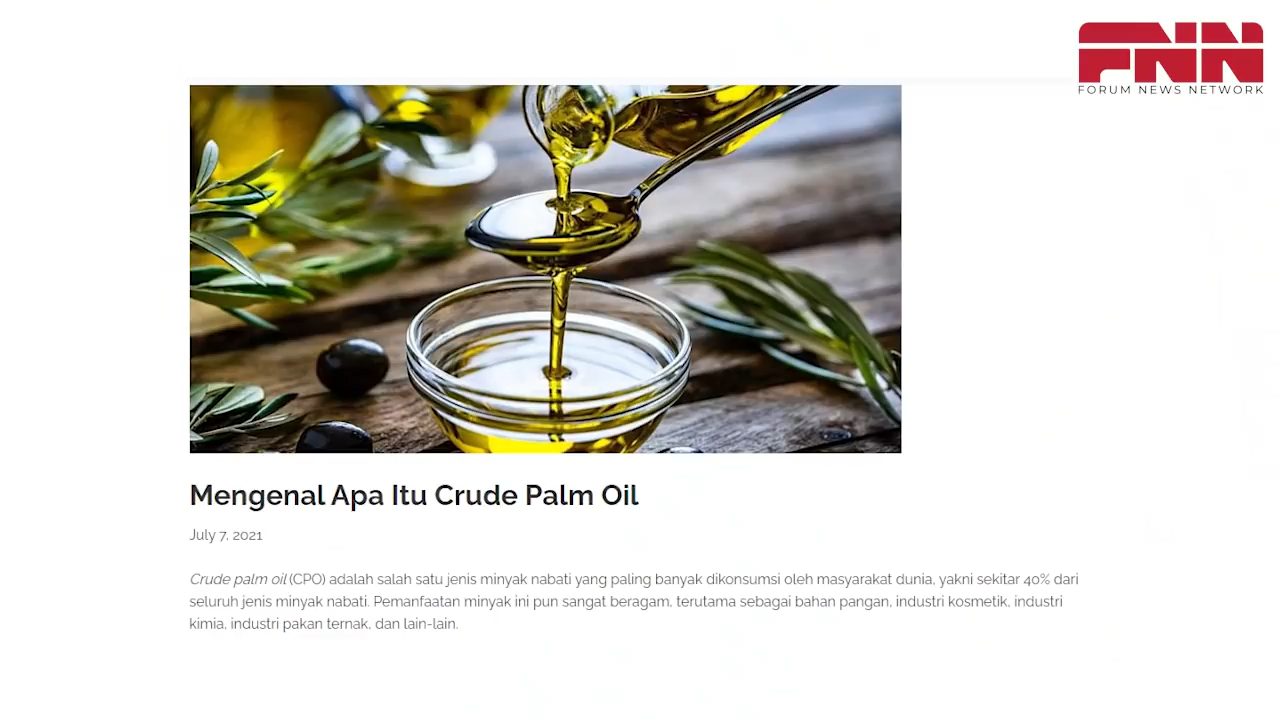 FNN
FORUM NEWS NETWORK
Mengenal Apa Itu Crude Palm Oil
July 7, 2021
Crude palm oil (CPO) adalah salah satu jenis minyak nabati yang paling banyak dikonsumsi oleh masyarakat dunia, yakni sekitar 40% dari
seluruh jenis minyak nabati. Pemanfaatan minyak ini pun sangat beragam, terutama sebagai bahan pangan, industri kosmetik, industri
kimia, industri pakan ternak, dan lain-lain.